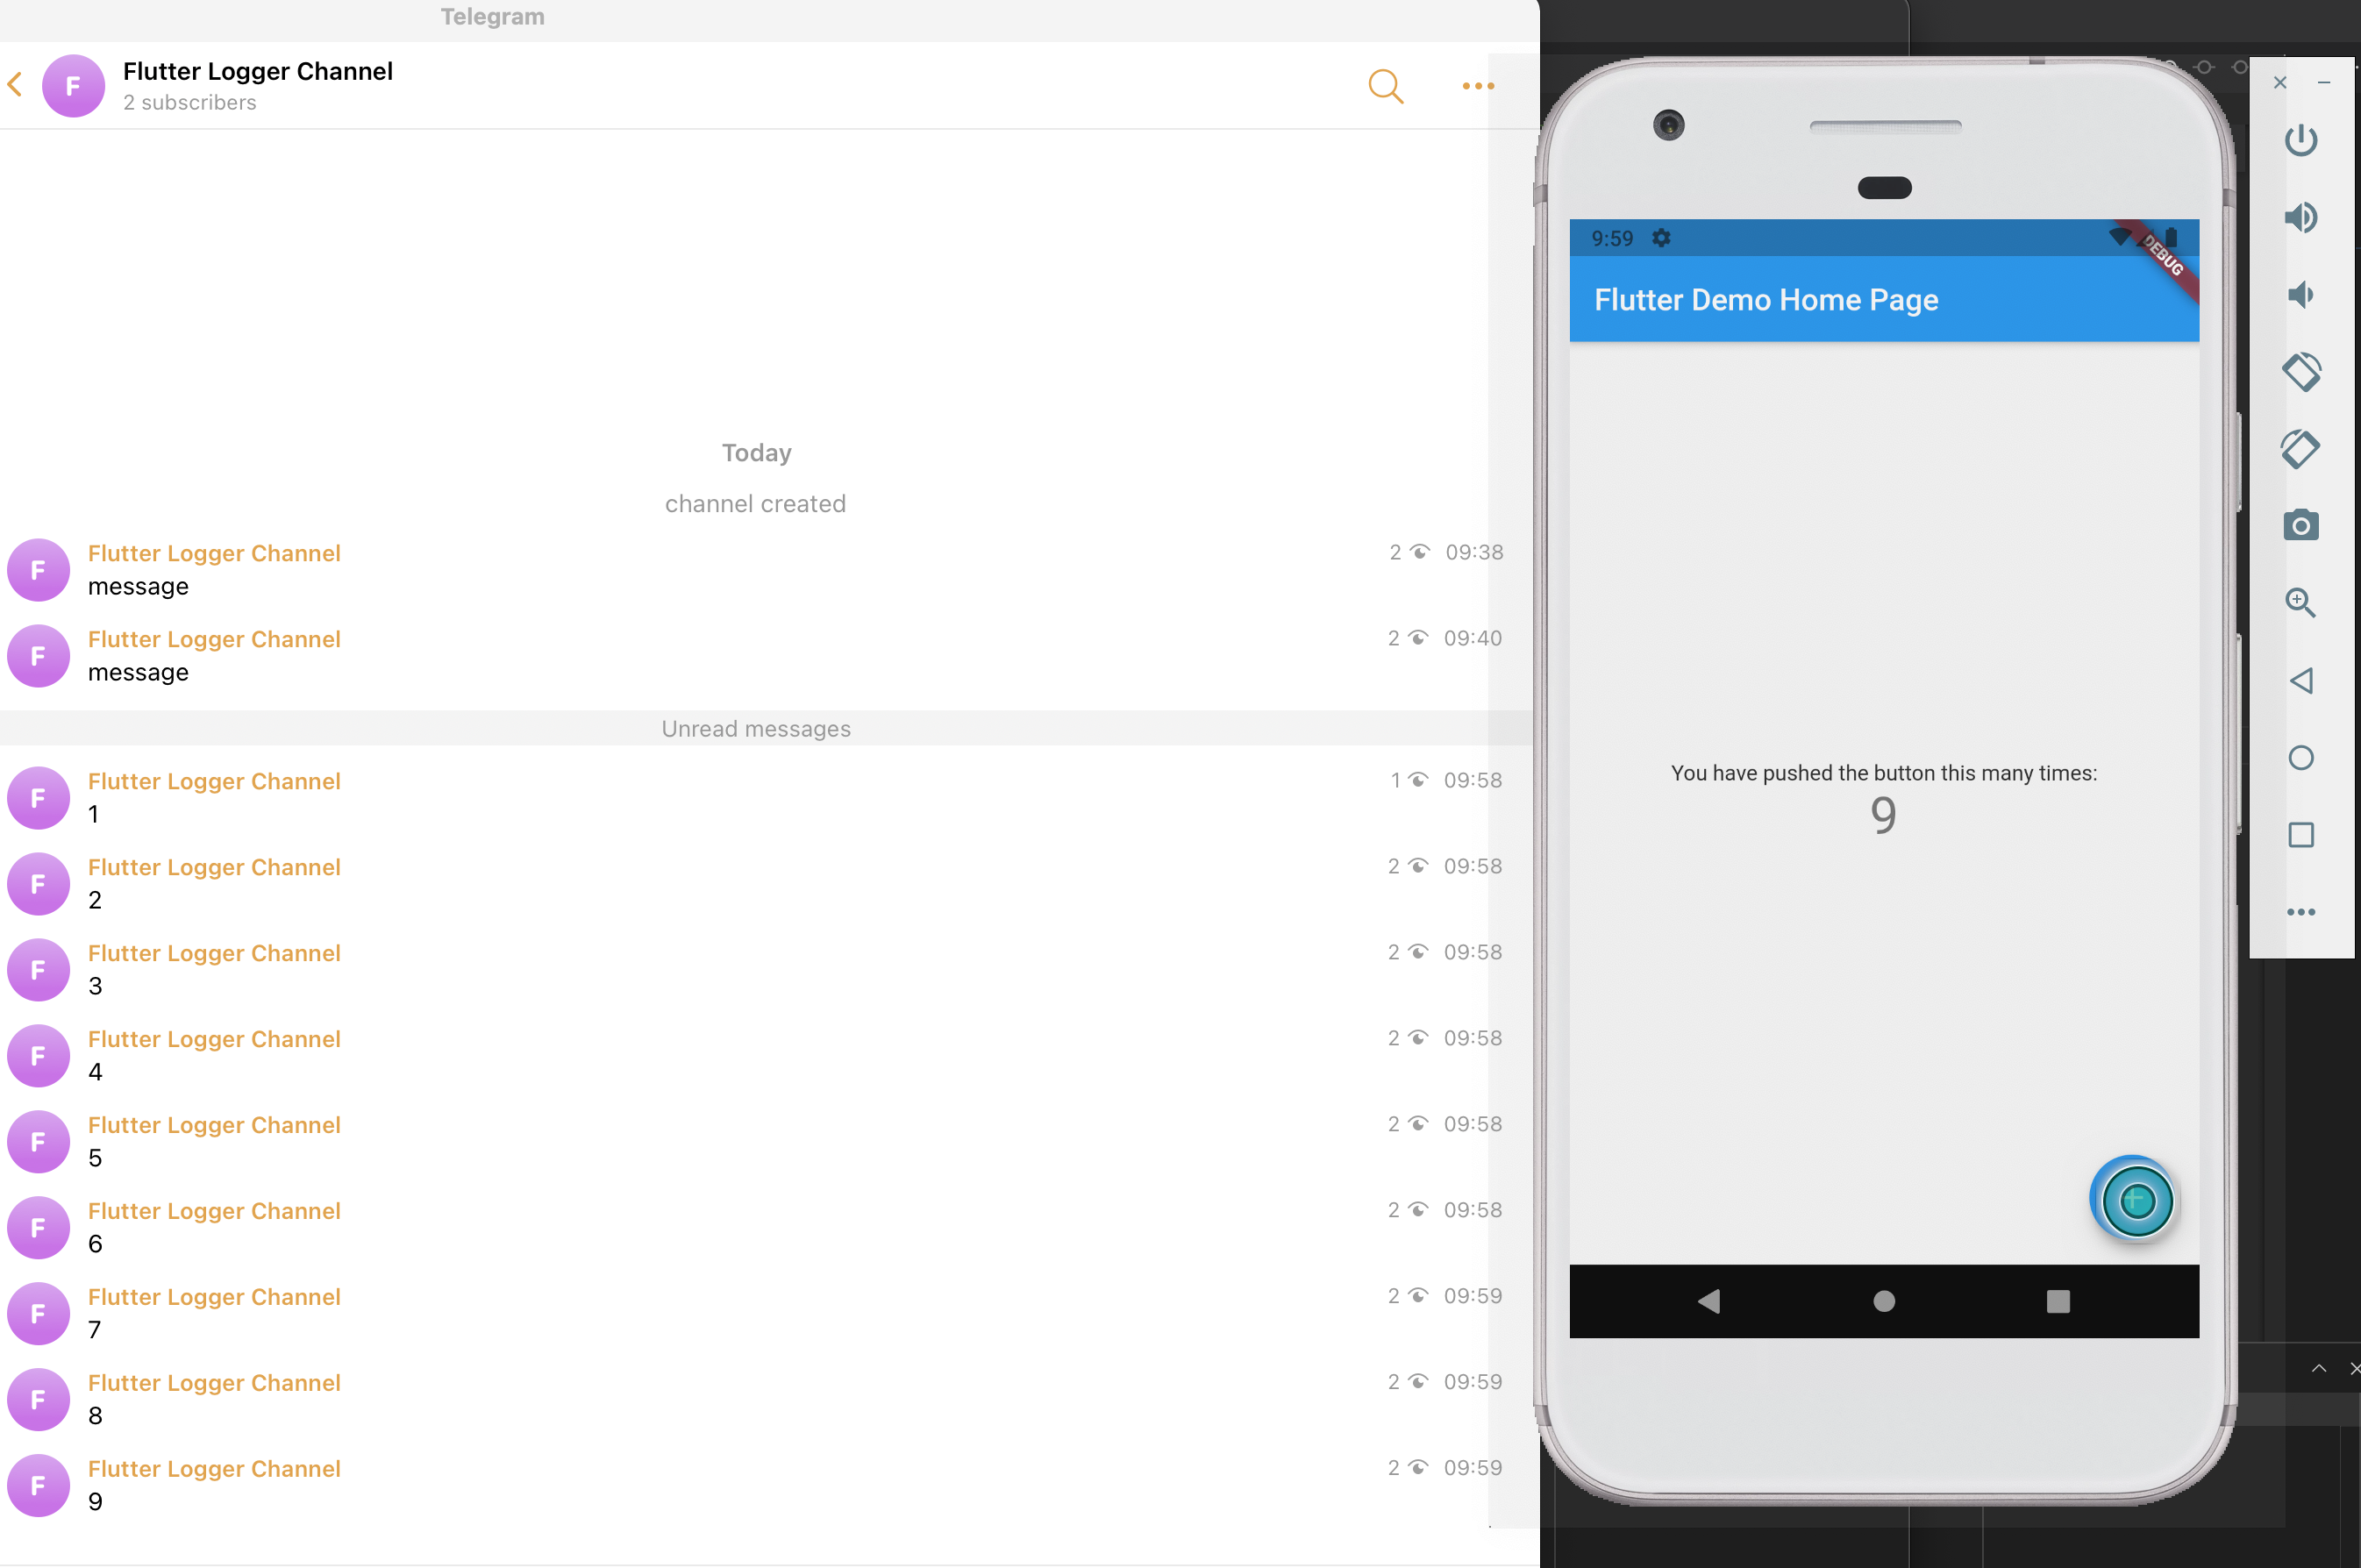 Telegram
F
Flutter Logger Channel
2 subscribers
Today
channel created
F
Flutter Logger Channel
2 09:38
message
F
Flutter Logger Channel
2 09:40
message
Unread messages
F
Flutter Logger Channel
1 09:58
1
F
Flutter Logger Channel
2 09:58
2
F
Flutter Logger Channel
2 09:58
3
F
Flutter Logger Channel
2 09:58
4
F
Flutter Logger Channel
2 09:58
5
F
Flutter Logger Channel
2 09:58
6
F
Flutter Logger Channel
2 09:59
7
F
Flutter Logger Channel
2 09:59
8
F
Flutter Logger Channel
2 09:59
9
9:59
DEBUG
Flutter Demo Home Page
You have pushed the button this many times:
9